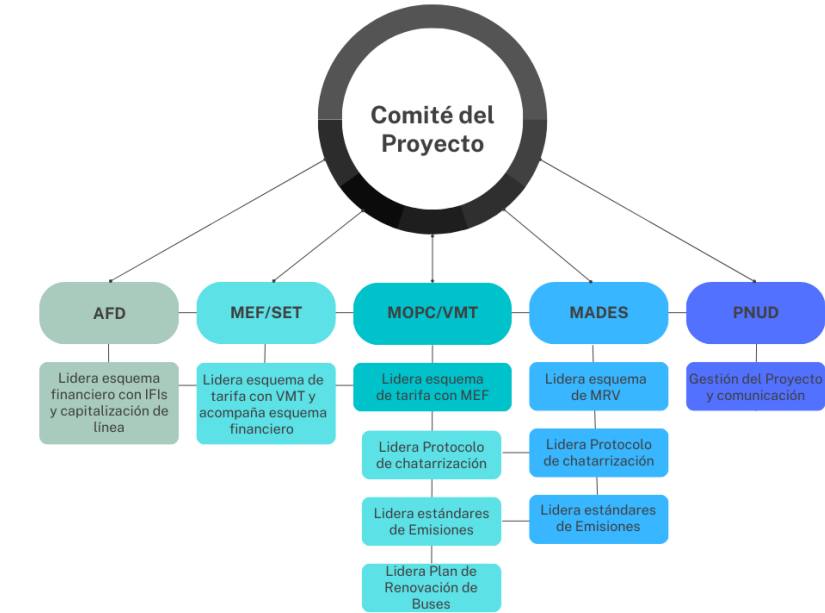 Comité del
Proyecto
AFD
MEF/SET
MOPC/VMT
MADES
PNUD
Lidera esquema
financiero con IFIs
y capitalización de
línea
Lidera esquema de
tarifa con VMT y
acompaña esquema
financiero
Lidera esquema
de tarifa con MEF
Lidera esquema
de MRV
Gestión del Proyecto
y comunicación
Lidera Protocolo
de chatarrización
Lidera Protocolo
de chatarrización
Lidera estándares
de Emisiones
Lidera estándares
de Emisiones
Lidera Plan de
Renovación de
Buses